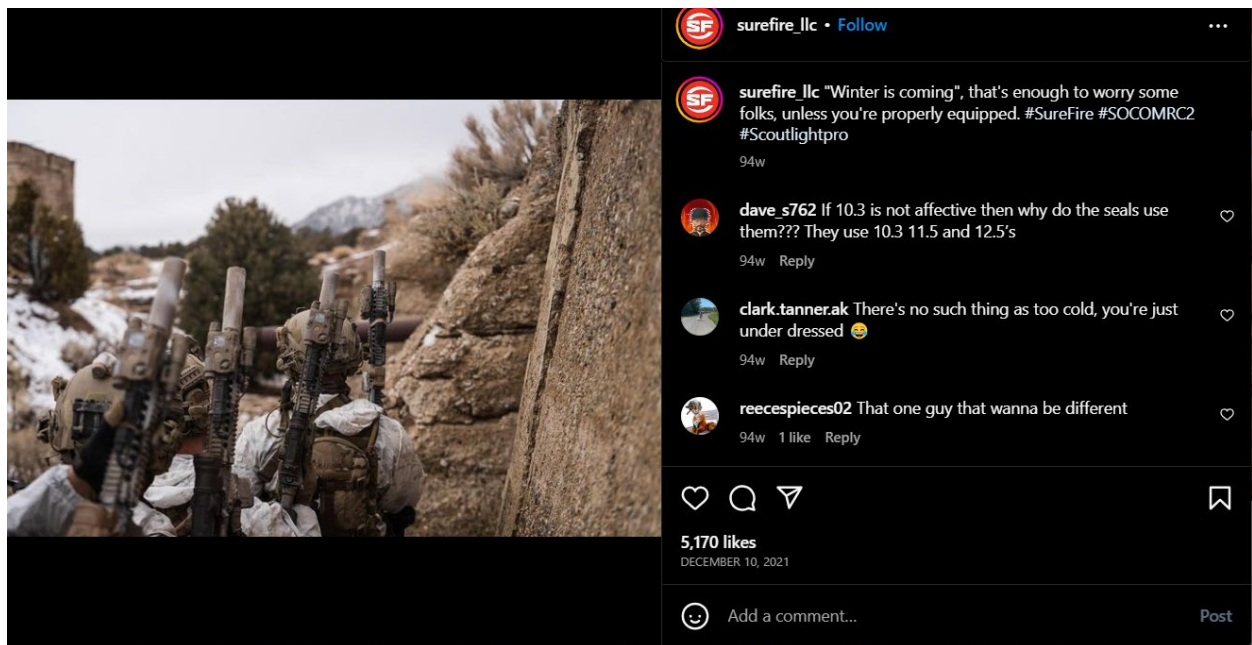 SF
surefire_llc • Follow
SF
surefire_llc "Winter is coming", that's enough to worry some
folks, unless you're properly equipped. #SureFire #SOCOMRC2
#Scoutlightpro
94w
dave_s762 If 10.3 is not affective then why do the seals use
them??? They use 10.3 11.5 and 12.5's
94w Reply
clark.tanner.ak There's no such thing as too cold, you're just
under dressed 😂
94w Reply
reecespieces02 That one guy that wanna be different
94w 1 like Reply
5,170 likes
DECEMBER 10, 2021
Add a comment...
Post